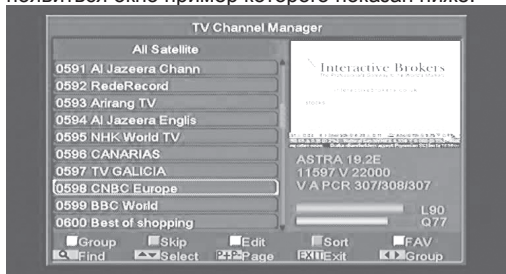 появиться окно пример которого показан ниже:
TV Channel Manager
All Satellite
0591 Al Jazeera Chann
0592 RedeRecord
0593 Arirang TV
0594 Al Jazeera Englis
0595 NHK World TV
0596 CANARIAS
0597 TV GALICIA
0598 CNBC Europe
0599 BBC World
0600 Best of shopping
Interactive Brokers
ASTRA 19.2E
11597 V 22000
V A PCR 307/308/307
L90
Q77
Group Skip Edit Sort FAV
Find Select P+P- Page EXIT Exit Group